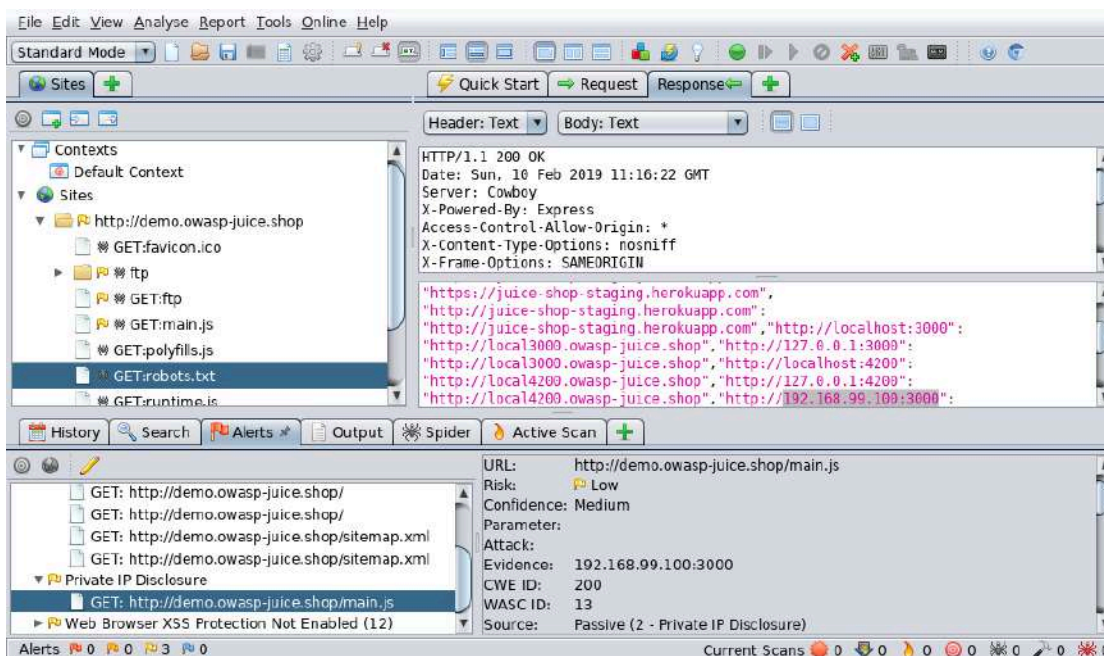 File Edit View Analyse Report Tools Online Help
Standard Mode
Sites
Quick Start Request Response
Header: Text Body: Text
Contexts
Default Context
Sites
http://demo.owasp-juice.shop
GET:favicon.ico
ftp
GET:ftp
GET:main.js
GET:polyfills.js
GET:robots.txt
GET:runtime.js
HTTP/1.1 200 OK
Date: Sun, 10 Feb 2019 11:16:22 GMT
Server: Cowboy
X-Powered-By: Express
Access-Control-Allow-Origin: *
X-Content-Type-Options: nosniff
X-Frame-Options: SAMEORIGIN
"https://juice-shop-staging.herokuapp.com",
"http://juice-shop-staging.herokuapp.com":
"http://juice-shop-staging.herokuapp.com","http://localhost:3000":
"http://local3000.owasp-juice.shop","http://127.0.0.1:3000":
"http://local3000.owasp-juice.shop","http://localhost:4200":
"http://local4200.owasp-juice.shop","http://127.0.0.1:4200":
"http://local4200.owasp-juice.shop","http://192.168.99.100:3000":
History Search Alerts Output Spider Active Scan
GET: http://demo.owasp-juice.shop/
GET: http://demo.owasp-juice.shop/
GET: http://demo.owasp-juice.shop/sitemap.xml
GET: http://demo.owasp-juice.shop/sitemap.xml
Private IP Disclosure
GET: http://demo.owasp-juice.shop/main.js
Web Browser XSS Protection Not Enabled (12)
URL: http://demo.owasp-juice.shop/main.js
Risk: Low
Confidence: Medium
Parameter:
Attack:
Evidence: 192.168.99.100:3000
CWE ID: 200
WASC ID: 13
Source: Passive (2 - Private IP Disclosure)
Alerts 0 0 3 0
Current Scans 0 0 0 0 0 0